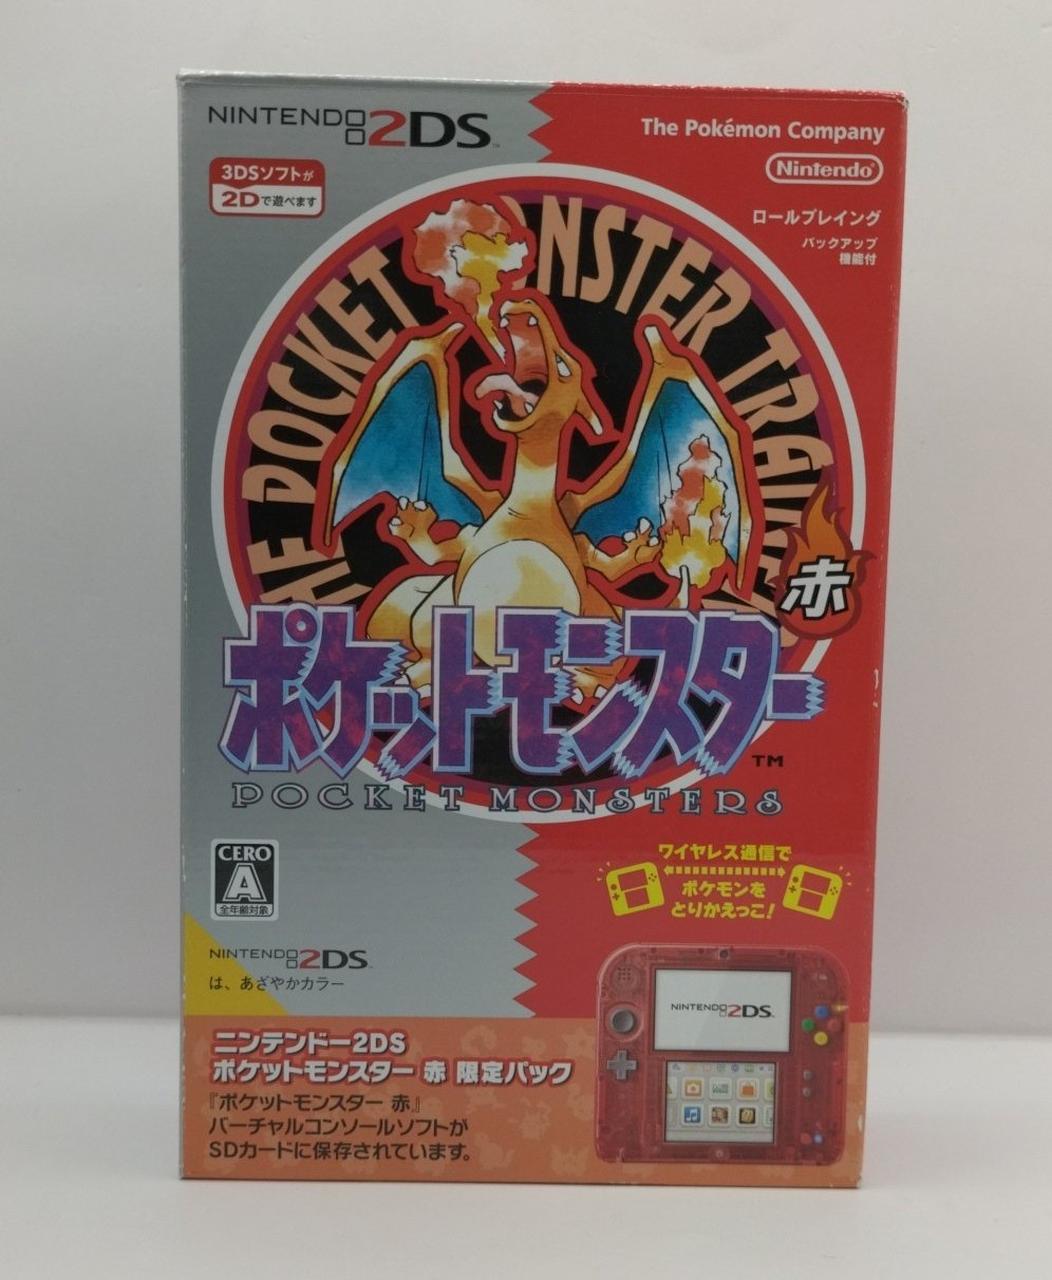 NINTENDO 2DS™
The Pokémon Company
Nintendo®
3DSソフトが
2Dで遊べます
ロールプレイング
バックアップ
機能付
THE POCKET MONSTER TRAINER
赤
ポケットモンスター
TM
POCKET MONSTERS
CERO
A
全年齢対象
ワイヤレス通信で
ポケモンを
とりかえっこ!
NINTENDO 2DS™
は、あざやかカラー
NINTENDO 2DS™
ニンテンドー2DS
ポケットモンスター 赤 限定パック
『ポケットモンスター 赤』
バーチャルコンソールソフトが
SDカードに保存されています。